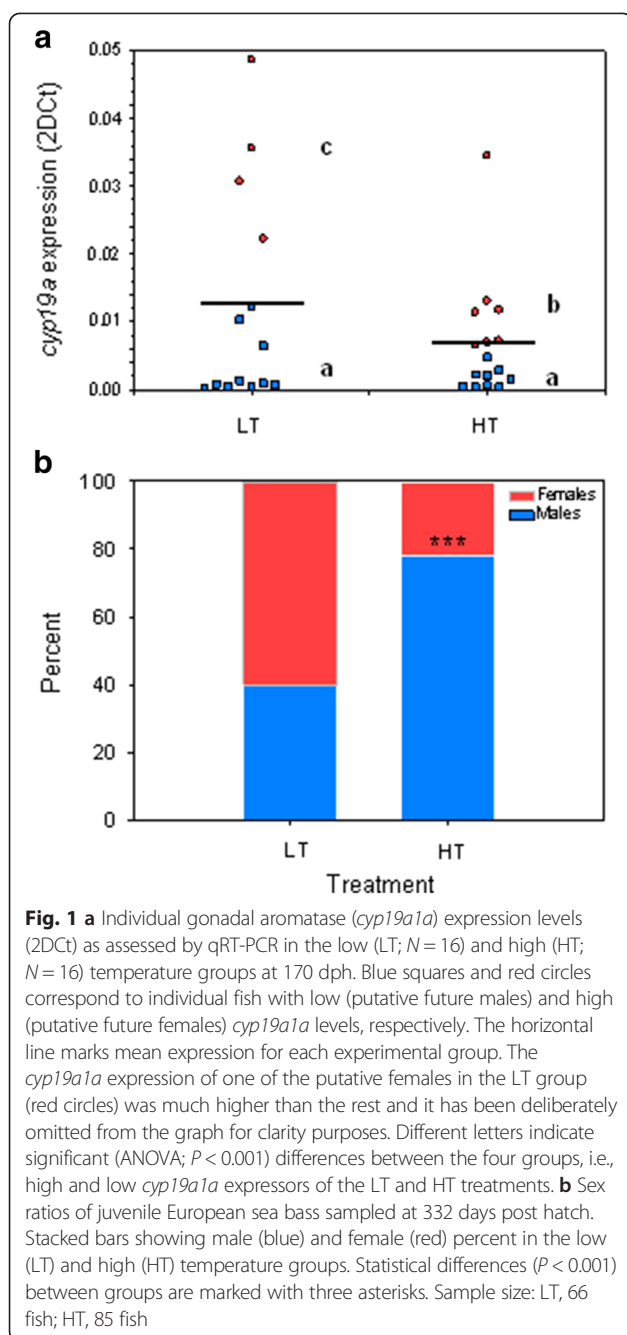 a
0.05
0.04
0.03
0.02
0.01
0.00
cyp19a expression (2DCt)
c
a
b
a
LT
HT
b
100
80
60
40
20
0
Percent
Females
Males
***
LT
HT
Treatment
Fig. 1 a Individual gonadal aromatase (cyp19a1a) expression levels
(2DCt) as assessed by qRT-PCR in the low (LT; N = 16) and high (HT;
N = 16) temperature groups at 170 dph. Blue squares and red circles
correspond to individual fish with low (putative future males) and high
(putative future females) cyp19a1a levels, respectively. The horizontal
line marks mean expression for each experimental group. The
cyp19a1a expression of one of the putative females in the LT group
(red circles) was much higher than the rest and it has been deliberately
omitted from the graph for clarity purposes. Different letters indicate
significant (ANOVA; P < 0.001) differences between the four groups, i.e.,
high and low cyp19a1a expressors of the LT and HT treatments. b Sex
ratios of juvenile European sea bass sampled at 332 days post hatch.
Stacked bars showing male (blue) and female (red) percent in the low
(LT) and high (HT) temperature groups. Statistical differences (P < 0.001)
between groups are marked with three asterisks. Sample size: LT, 66
fish; HT, 85 fish